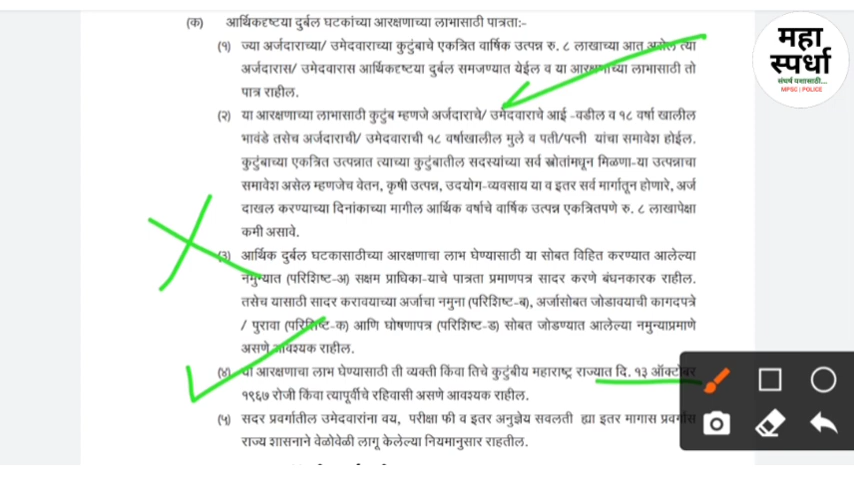 (क) आर्थिकदृष्टया दुर्बल घटकांच्या आरक्षणाच्या लाभासाठी पात्रता:-
(१) ज्या अर्जदाराच्या/ उमेदवाराच्या कुटुंबाचे एकत्रित वार्षिक उत्पन्न रु. ८ लाखाच्या आत असेल त्या
अर्जदारास/ उमेदवारास आर्थिकदृष्टया दुर्बल समजण्यात येईल व या आरक्षणाच्या लाभासाठी तो
पात्र राहील.
(२) या आरक्षणाच्या लाभासाठी कुटुंब म्हणजे अर्जदाराचे/ उमेदवाराचे आई -वडील व १८ वर्षा खालील
भावंडे तसेच अर्जदाराची/ उमेदवाराची १८ वर्षाखालील मुले व पती/पत्नी यांचा समावेश होईल.
कुटुंबाच्या एकत्रित उत्पन्नात त्याच्या कुटुंबातील सदस्यांच्या सर्व स्रोतांमधून मिळणा-या उत्पन्नाचा
समावेश असेल म्हणजेच वेतन, कृषी उत्पन्न, उदयोग-व्यवसाय या व इतर सर्व मार्गातून होणारे, अर्ज
दाखल करण्याच्या दिनांकाच्या मागील आर्थिक वर्षाचे वार्षिक उत्पन्न एकत्रितपणे रु. ८ लाखापेक्षा
कमी असावे.
(३) आर्थिक दुर्बल घटकासाठीच्या आरक्षणाचा लाभ घेण्यासाठी या सोबत विहित करण्यात आलेल्या
नमुन्यात (परिशिष्ट-अ) सक्षम प्राधिका-याचे पात्रता प्रमाणपत्र सादर करणे बंधनकारक राहील.
तसेच यासाठी सादर करावयाच्या अर्जाचा नमुना (परिशिष्ट-ब), अर्जासोबत जोडावयाची कागदपत्रे
/ पुरावा (परिशिष्ट-क) आणि घोषणापत्र (परिशिष्ट-ड) सोबत जोडण्यात आलेल्या नमुन्याप्रमाणे
असणे आवश्यक राहील.
(४) या आरक्षणाचा लाभ घेण्यासाठी ती व्यक्ती किंवा तिचे कुटुंबीय महाराष्ट्र राज्यात दि. १३ ऑक्टोबर
१९६७ रोजी किंवा त्यापूर्वीचे रहिवासी असणे आवश्यक राहील.
(५) सदर प्रवर्गातील उमेदवारांना वय, परीक्षा फी व इतर अनुज्ञेय सवलती ह्या इतर मागास प्रवर्गास
राज्य शासनाने वेळोवेळी लागू केलेल्या नियमानुसार राहतील.
महा
स्पर्धा
संघर्ष यशासाठी...
MPSC | POLICE